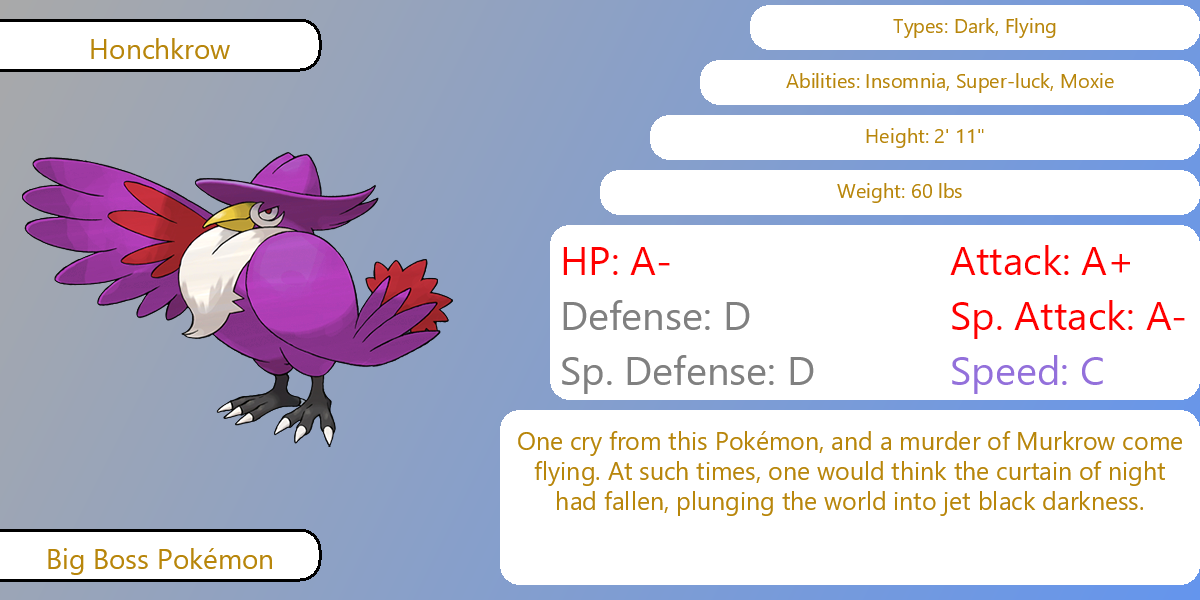 Honchkrow
Types: Dark, Flying
Abilities: Insomnia, Super-luck, Moxie
Height: 2' 11"
Weight: 60 lbs
HP: A-
Attack: A+
Defense: D
Sp. Attack: A-
Sp. Defense: D
Speed: C
One cry from this Pokémon, and a murder of Murkrow come
flying. At such times, one would think the curtain of night
had fallen, plunging the world into jet black darkness.
Big Boss Pokémon